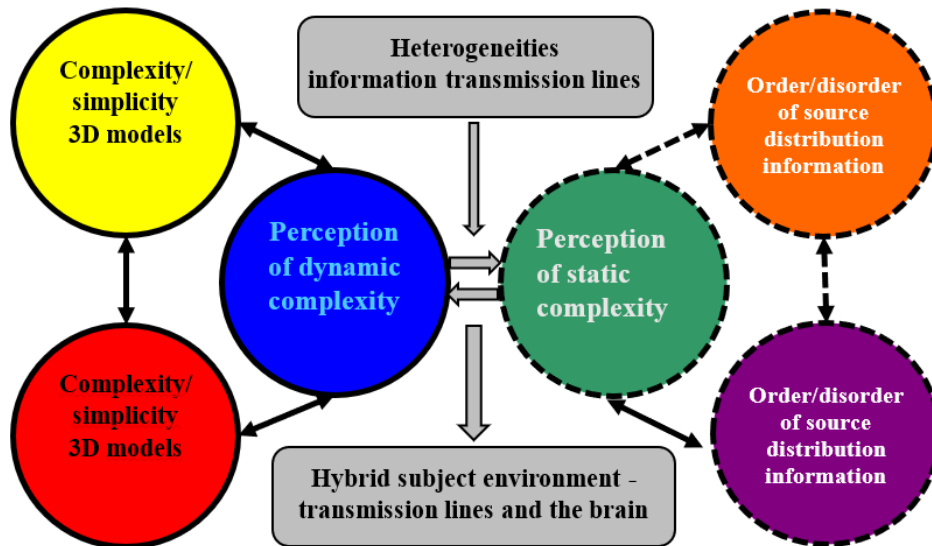 Complexity/
simplicity
3D models
Heterogeneities
information transmission lines
Order/disorder
of source
distribution
information
Perception
of dynamic
complexity
Perception
of static
complexity
Complexity/
simplicity
3D models
Order/disorder
of source
distribution
information
Hybrid subject environment -
transmission lines and the brain